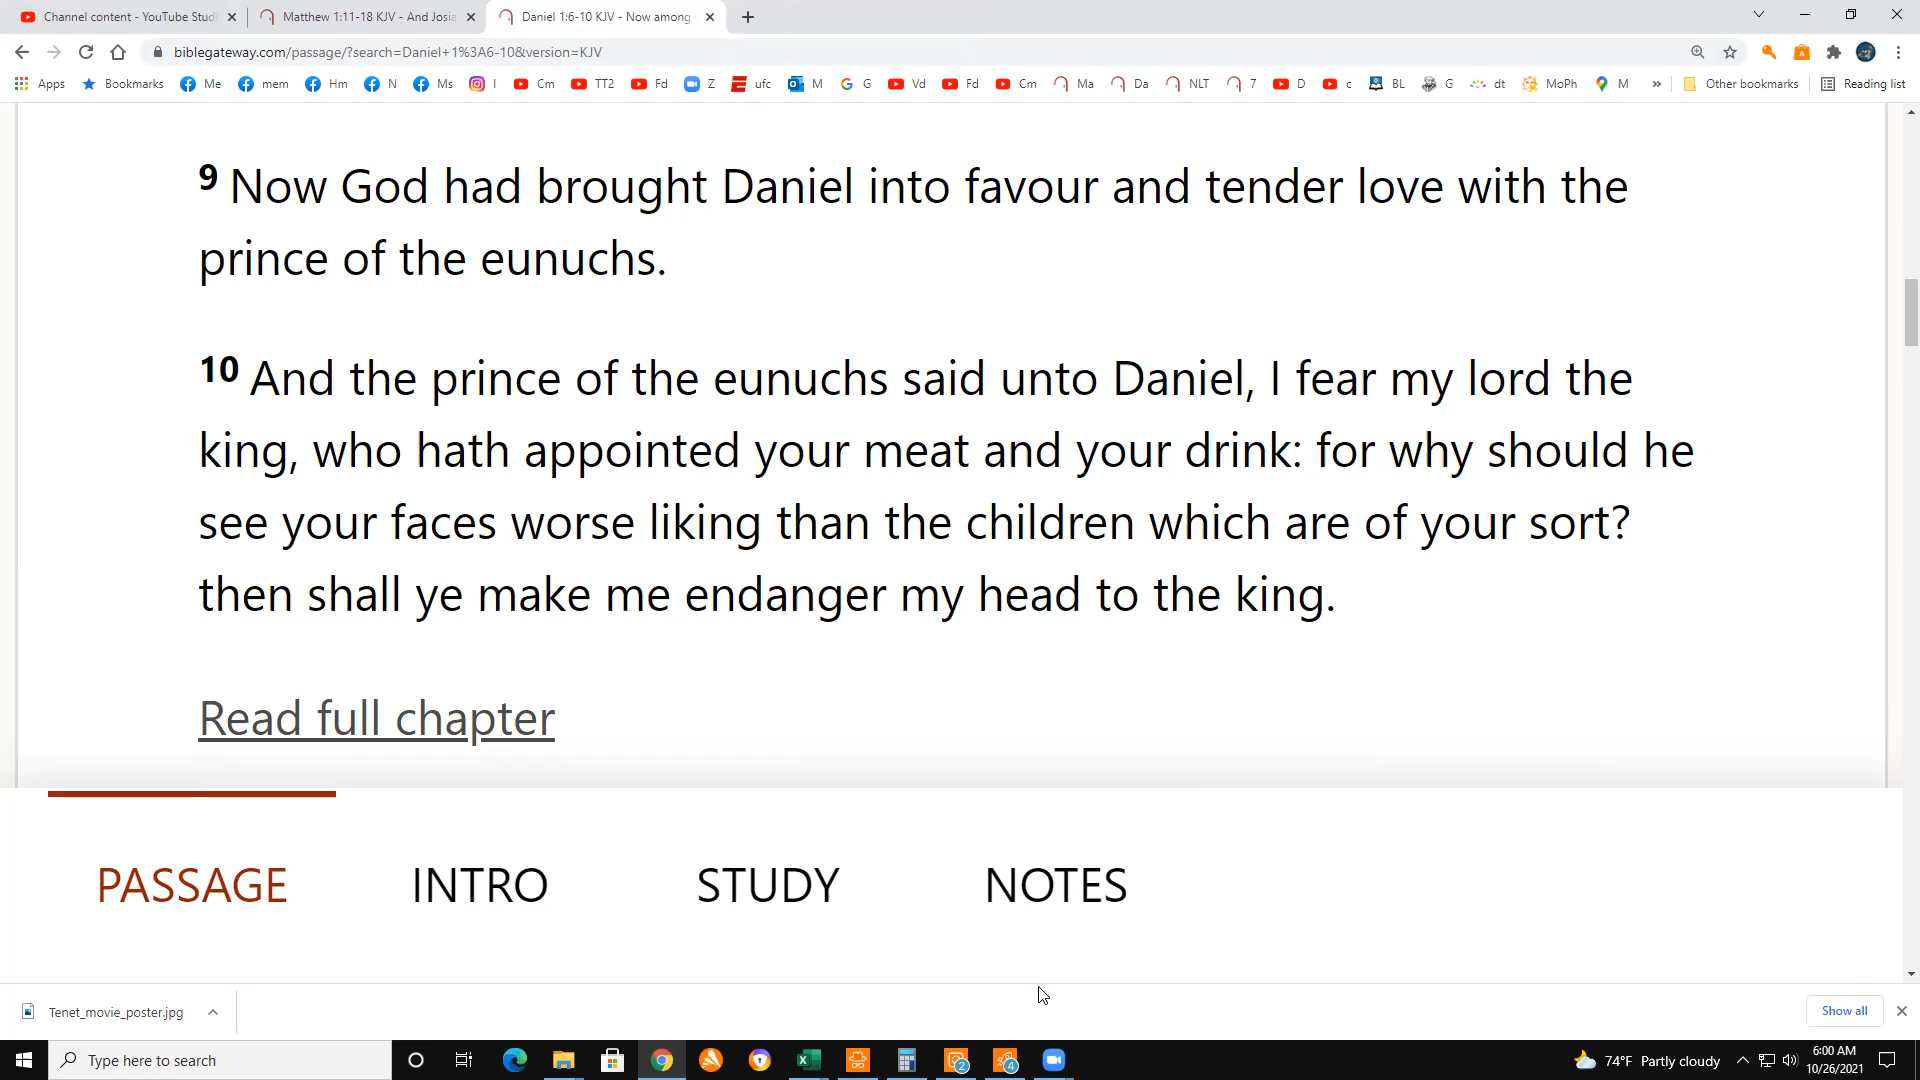 Channel content - YouTube Studi
Matthew 1:11-18 KJV - And Josia
Daniel 1:6-10 KJV - Now among
biblegateway.com/passage/?search=Daniel+1%3A6-10&version=KJV
Apps Bookmarks Me mem Hm N Ms I Cm TT2 Fd Z ufc M G Vd Fd Cm Ma Da NLT 7 D c BL G dt MoPh M » Other bookmarks Reading list
9 Now God had brought Daniel into favour and tender love with the
prince of the eunuchs.
10 And the prince of the eunuchs said unto Daniel, I fear my lord the
king, who hath appointed your meat and your drink: for why should he
see your faces worse liking than the children which are of your sort?
then shall ye make me endanger my head to the king.
Read full chapter
PASSAGE INTRO STUDY NOTES
Tenet_movie_poster.jpg
Show all
Type here to search
2
4
74°F Partly cloudy
6:00 AM
10/26/2021